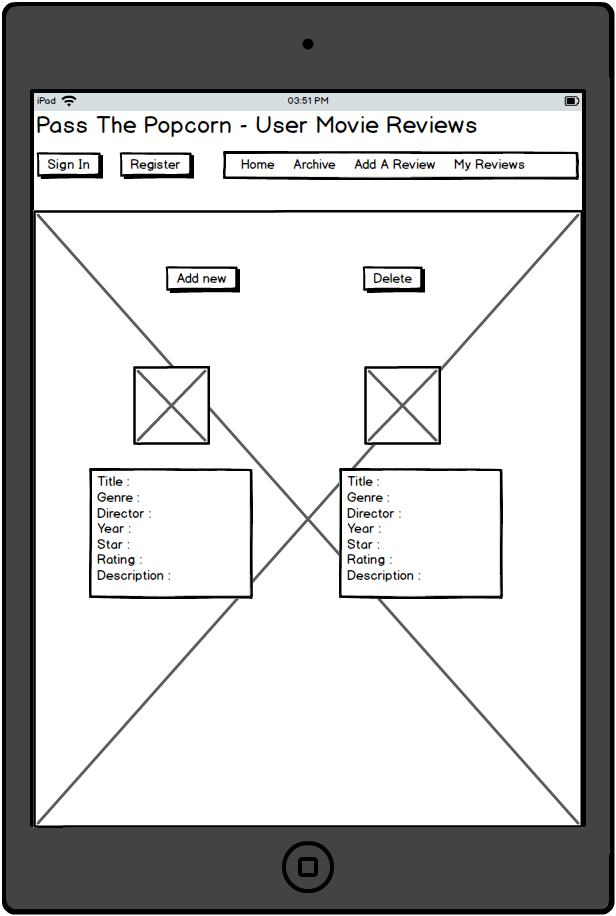 iPad 03:51 PM
Pass The Popcorn - User Movie Reviews
Sign In Register Home Archive Add A Review My Reviews
Add new Delete
Title :
Genre :
Director :
Year :
Star :
Rating :
Description :
Title :
Genre :
Director :
Year :
Star :
Rating :
Description :